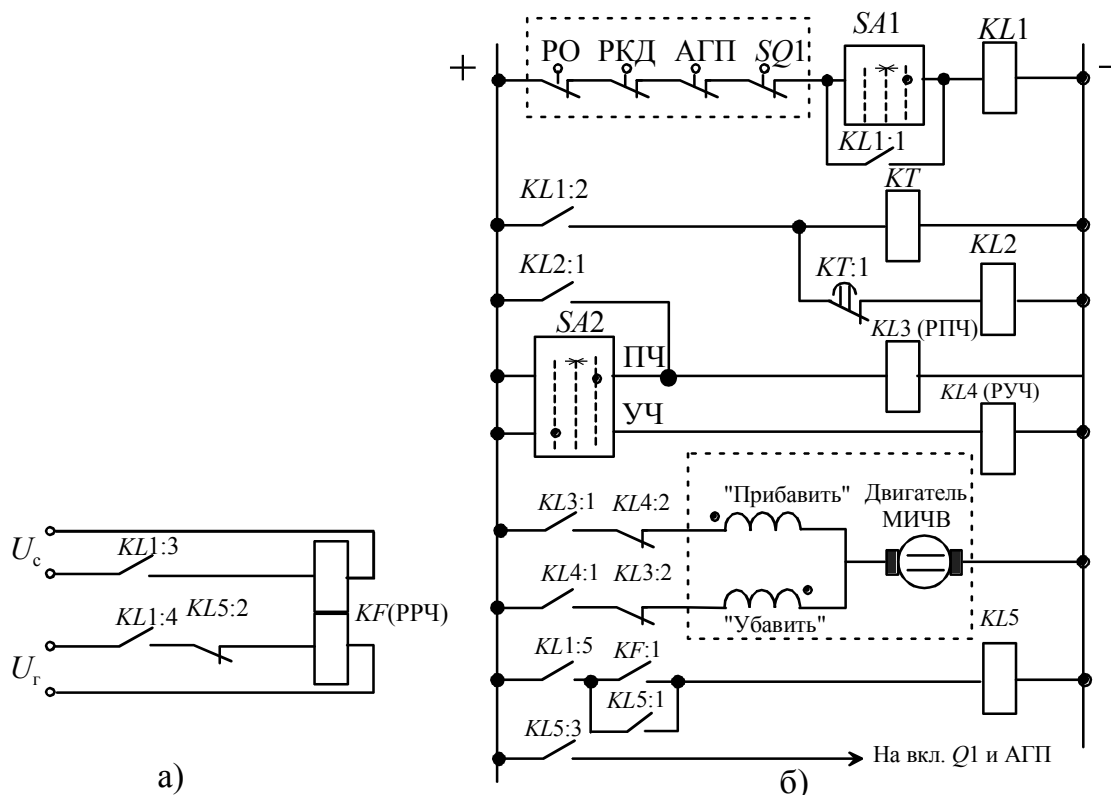 SA1
KL1
РО РКД АГП SQ1
+
−
KL1:1
KT
KL1:2
KL2
KL2:1
KT:1
SA2
KL3 (РПЧ)
ПЧ
KL4 (РУЧ)
УЧ
KL3:1
KL4:2
"Прибавить"
Двигатель
МИЧВ
KL4:1
KL3:2
"Убавить"
KL5
KL1:5
KF:1
KL5:1
KL5:3
На вкл. Q1 и АГП
б)
Uс
KL1:3
KL5:2
KL1:4
KF(РРЧ)
Uг
а)